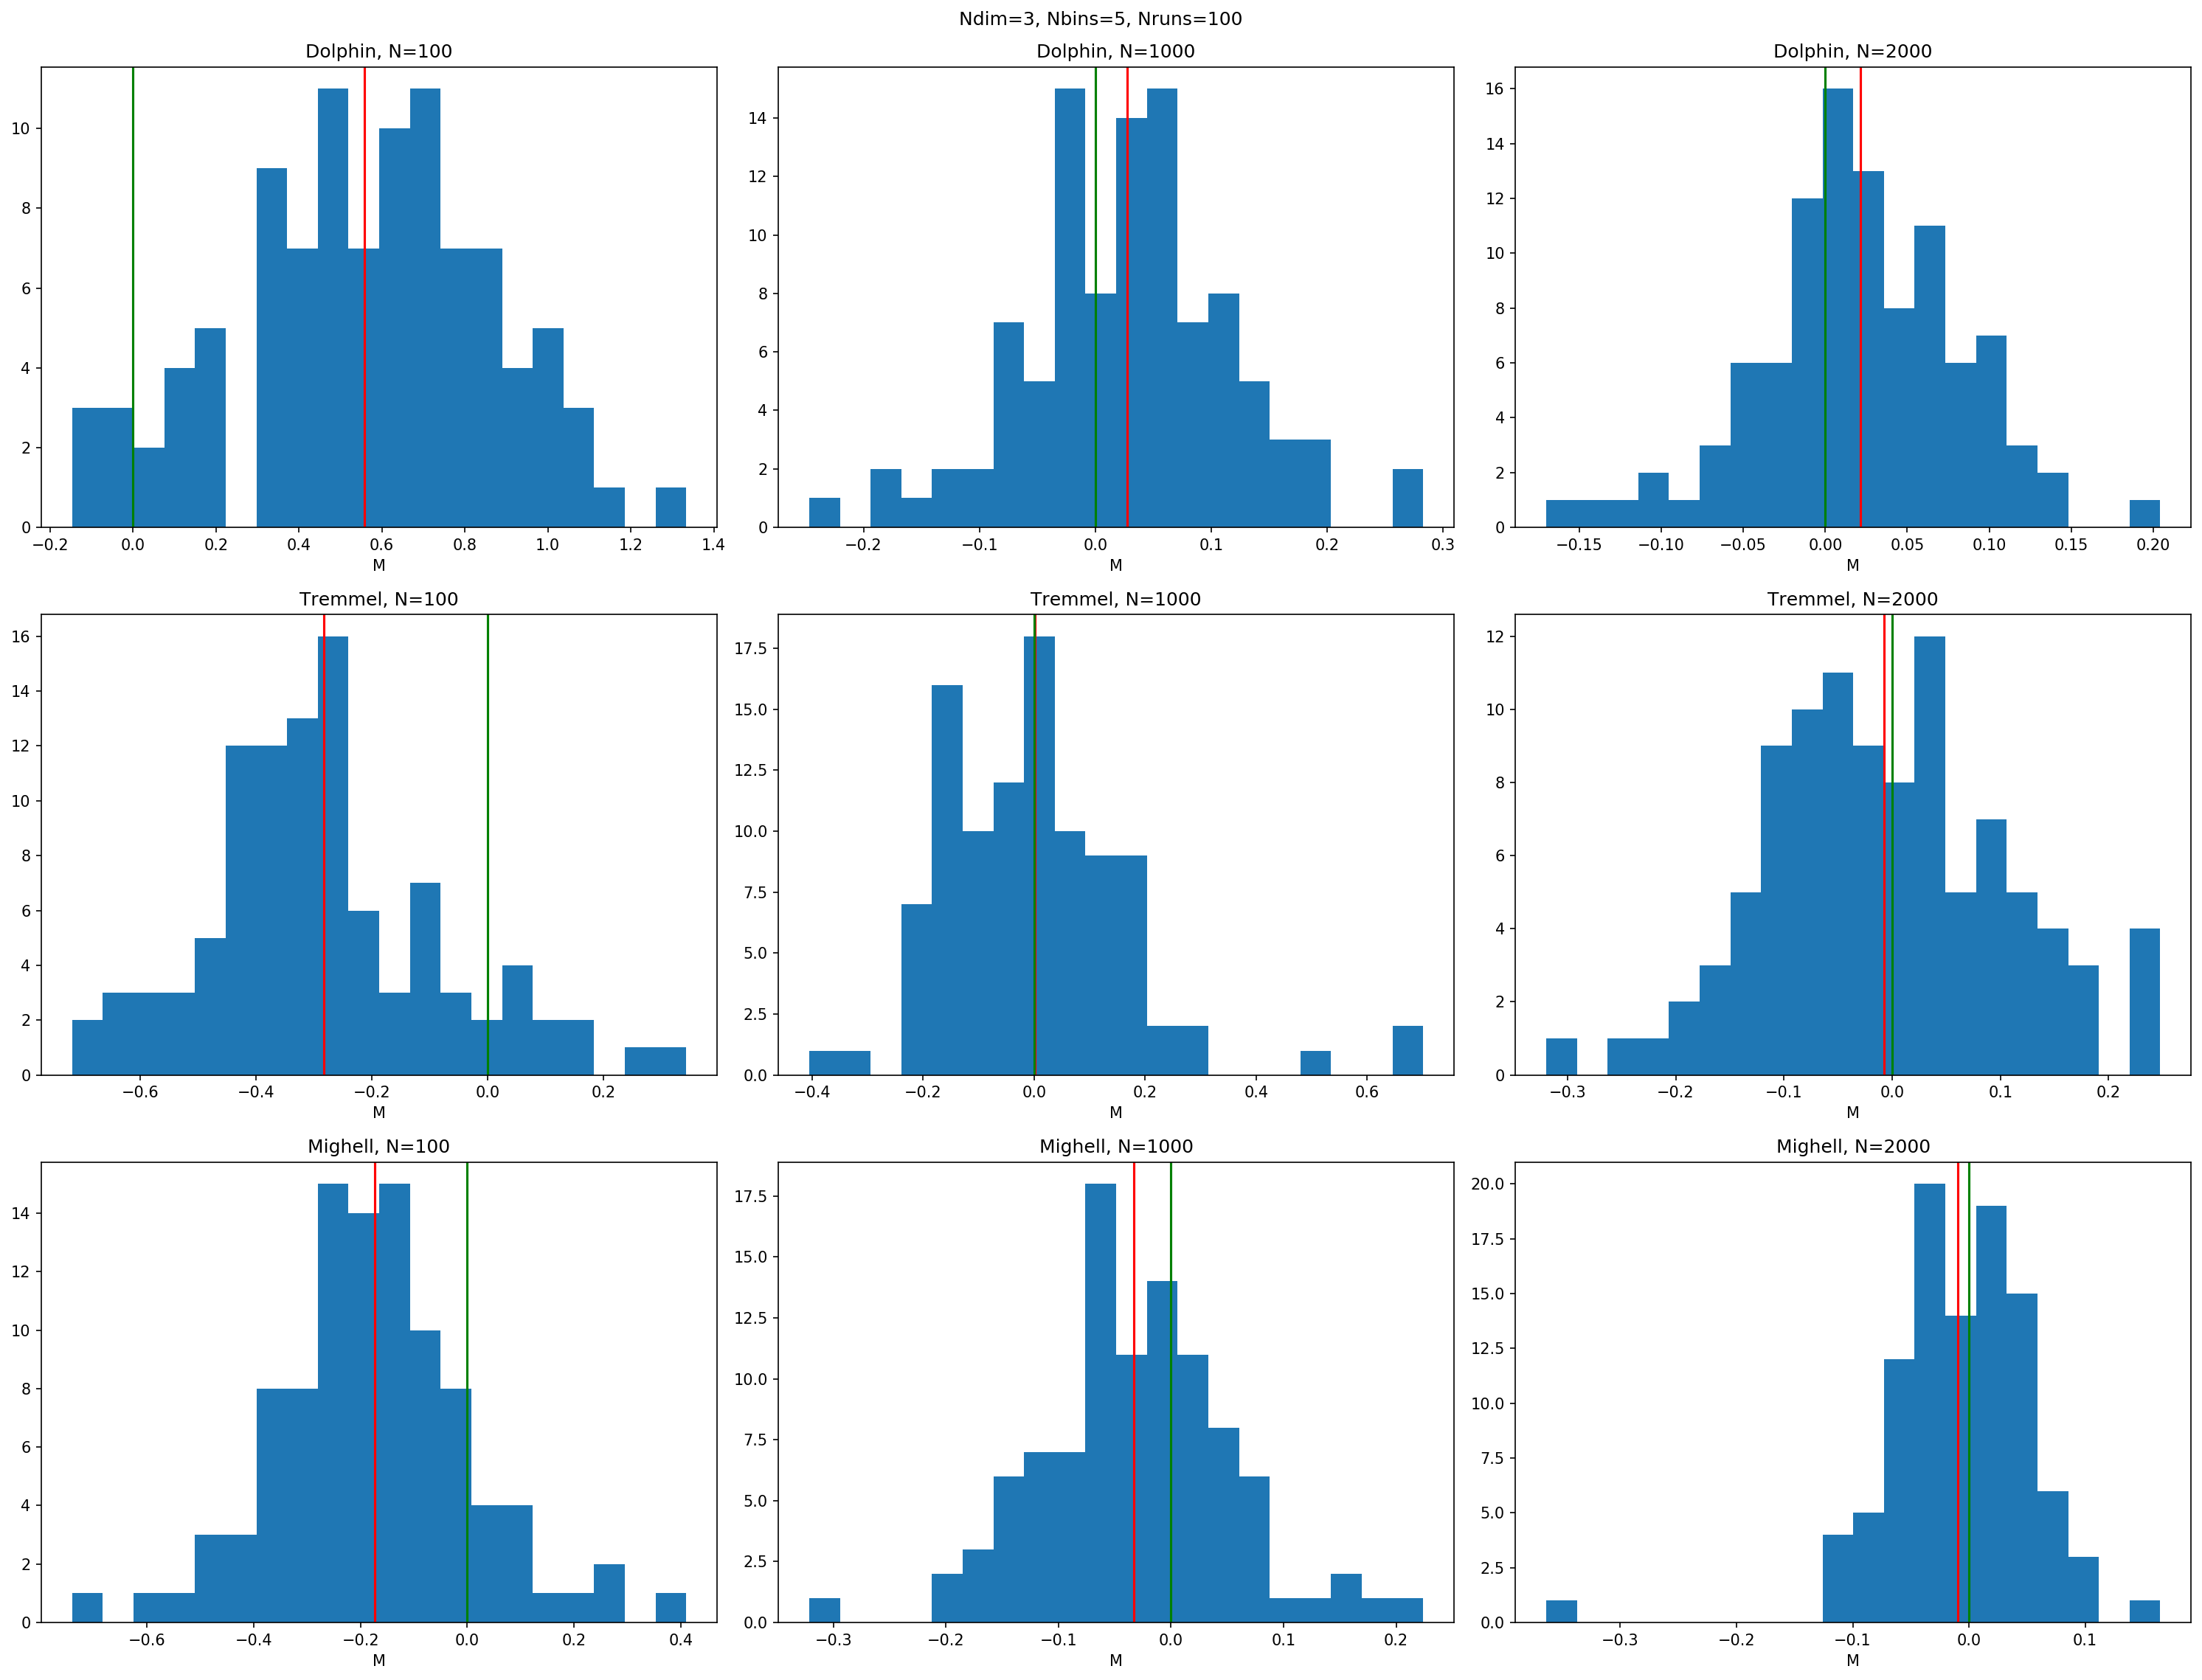 Ndim=3, Nbins=5, Nruns=100
Dolphin, N=100
0 2 4 6 8 10
−0.2 0.0 0.2 0.4 0.6 0.8 1.0 1.2 1.4
M
Dolphin, N=1000
0 2 4 6 8 10 12 14
−0.2 −0.1 0.0 0.1 0.2 0.3
M
Dolphin, N=2000
0 2 4 6 8 10 12 14 16
−0.15 −0.10 −0.05 0.00 0.05 0.10 0.15 0.20
M
Tremmel, N=100
0 2 4 6 8 10 12 14 16
−0.6 −0.4 −0.2 0.0 0.2
M
Tremmel, N=1000
0.0 2.5 5.0 7.5 10.0 12.5 15.0 17.5
−0.4 −0.2 0.0 0.2 0.4 0.6
M
Tremmel, N=2000
0 2 4 6 8 10 12
−0.3 −0.2 −0.1 0.0 0.1 0.2
M
Mighell, N=100
0 2 4 6 8 10 12 14
−0.6 −0.4 −0.2 0.0 0.2 0.4
M
Mighell, N=1000
0.0 2.5 5.0 7.5 10.0 12.5 15.0 17.5
−0.3 −0.2 −0.1 0.0 0.1 0.2
M
Mighell, N=2000
0.0 2.5 5.0 7.5 10.0 12.5 15.0 17.5 20.0
−0.3 −0.2 −0.1 0.0 0.1
M